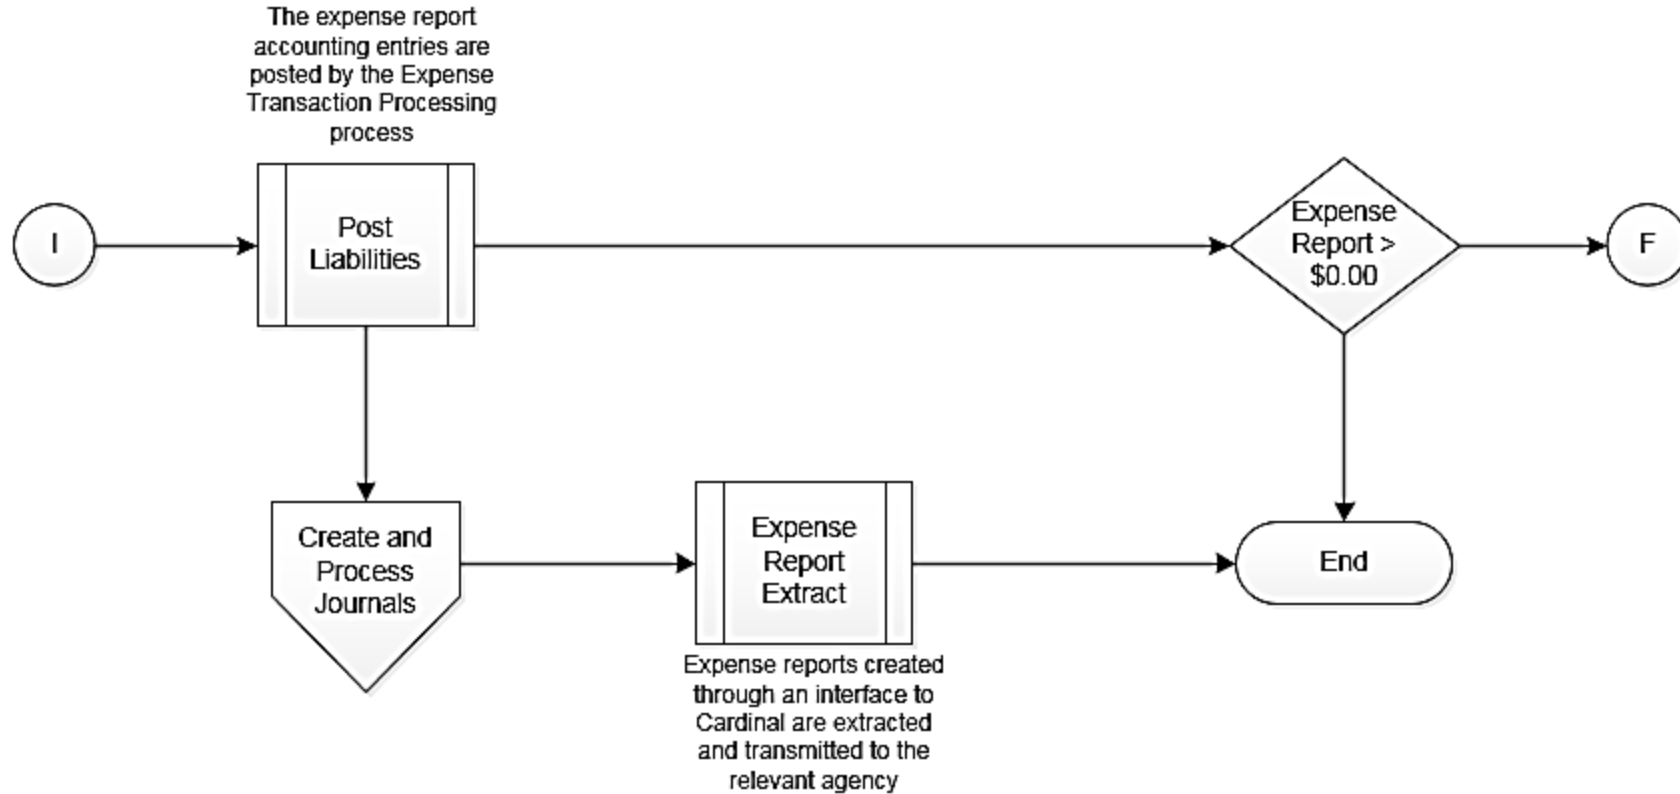 The expense report
accounting entries are
posted by the Expense
Transaction Processing
process
I
Post
Liabilities
Expense
Report >
$0.00
F
Create and
Process
Journals
Expense
Report
Extract
End
Expense reports created
through an interface to
Cardinal are extracted
and transmitted to the
relevant agency